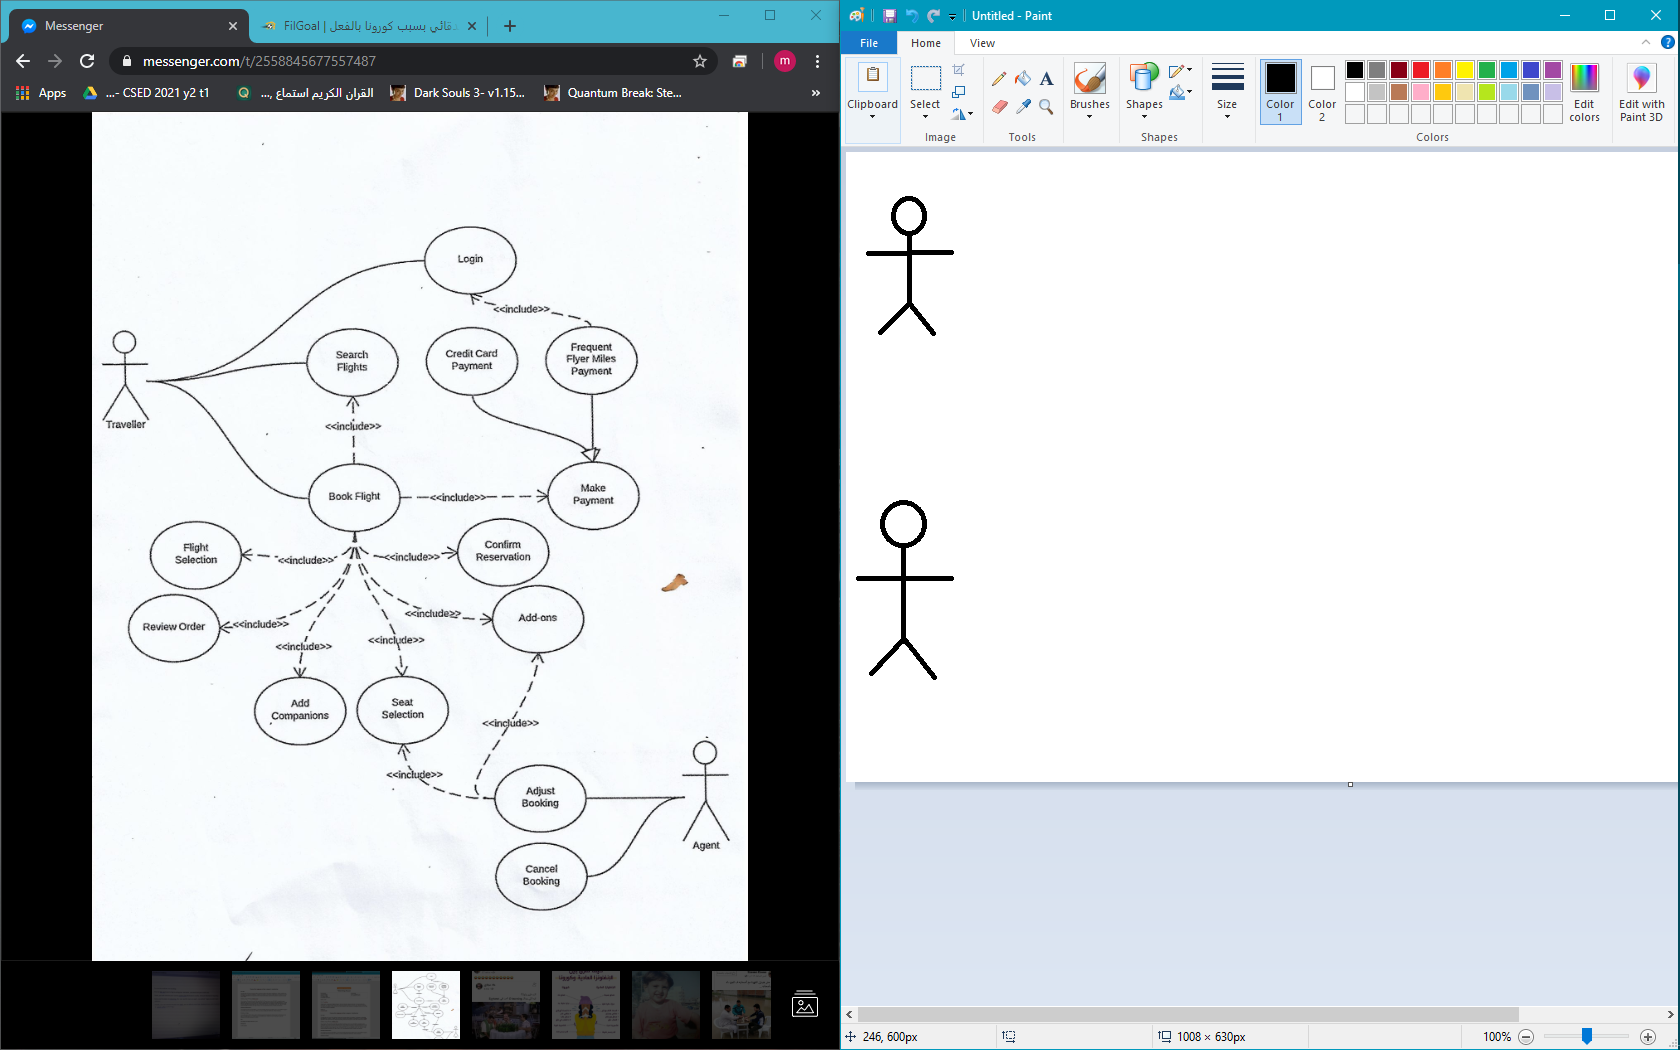 Messenger
FilGoal | دقائي بسبب كورونا بالفعل
messenger.com/t/2558845677557487
m
Apps
...- CSED 2021 y2 t1
القران الكريم استماع ,...
Dark Souls 3- v1.15...
Quantum Break: Ste...
»
Login
<<include>>
Search
Flights
Credit Card
Payment
Frequent
Flyer Miles
Payment
Traveller
<<include>>
Book Flight
<<include>>
Make
Payment
Flight
Selection
<<include>>
<<include>>
Confirm
Reservation
Review Order
<<include>>
<<include>>
Add-ons
<<include>>
<<include>>
Add
Companions
Seat
Selection
<<include>>
<<include>>
Adjust
Booking
Agent
Cancel
Booking
Untitled - Paint
File
Home
View
Clipboard
Select
Image
A
Tools
Brushes
Shapes
Shapes
Size
Color
1
Color
2
Edit
colors
Colors
Edit with
Paint 3D
246, 600px
1008 × 630px
100%